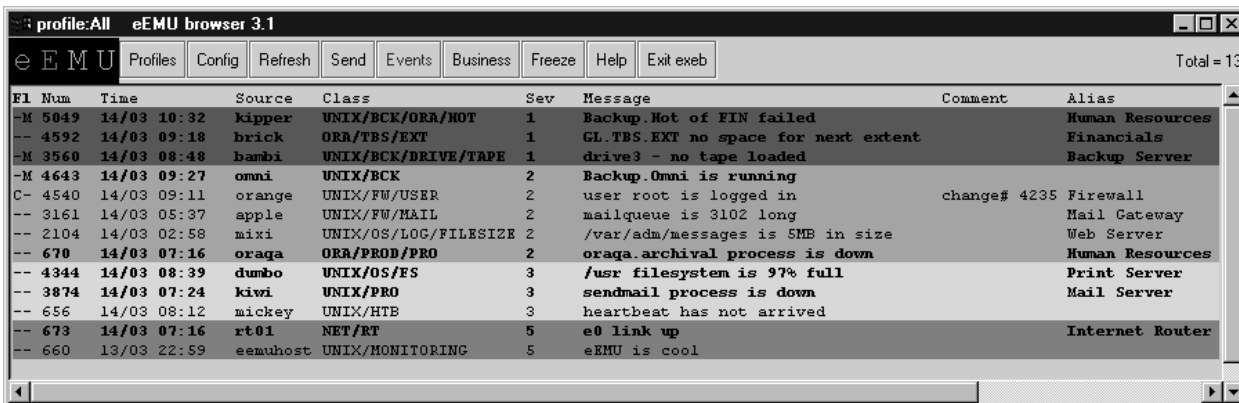 profile:All eEMU browser 3.1
e E M U Profiles Config Refresh Send Events Business Freeze Help Exit exeb Total = 13
Fl Num Time Source Class Sev Message Comment Alias
-M 5049 14/03 10:32 kipper UNIX/BCK/ORA/HOT 1 Backup.Hot of FIN failed Human Resources
-- 4592 14/03 09:18 brick ORA/TBS/EXT 1 GL.TBS.EXT no space for next extent Financials
-M 3560 14/03 08:48 bambi UNIX/BCK/DRIVE/TAPE 1 drive3 - no tape loaded Backup Server
-M 4643 14/03 09:27 omni UNIX/BCK 2 Backup.Omni is running
C- 4540 14/03 09:11 orange UNIX/FW/USER 2 user root is logged in change# 4235 Firewall
-- 3161 14/03 05:37 apple UNIX/FW/MAIL 2 mailqueue is 3102 long Mail Gateway
-- 2104 14/03 02:58 mixi UNIX/OS/LOG/FILESIZE 2 /var/adm/messages is 5MB in size Web Server
-- 670 14/03 07:16 oraqa ORA/PROD/PRO 2 oraqa.archival process is down Human Resources
-- 4344 14/03 08:39 dumbo UNIX/OS/FS 3 /usr filesystem is 97% full Print Server
-- 3874 14/03 07:24 kiwi UNIX/PRO 3 sendmail process is down Mail Server
-- 656 14/03 08:12 mickey UNIX/HTB 3 heartbeat has not arrived
-- 673 14/03 07:16 rt01 NET/RT 5 e0 link up Internet Router
-- 660 13/03 22:59 eemuhost UNIX/MONITORING 5 eEMU is cool